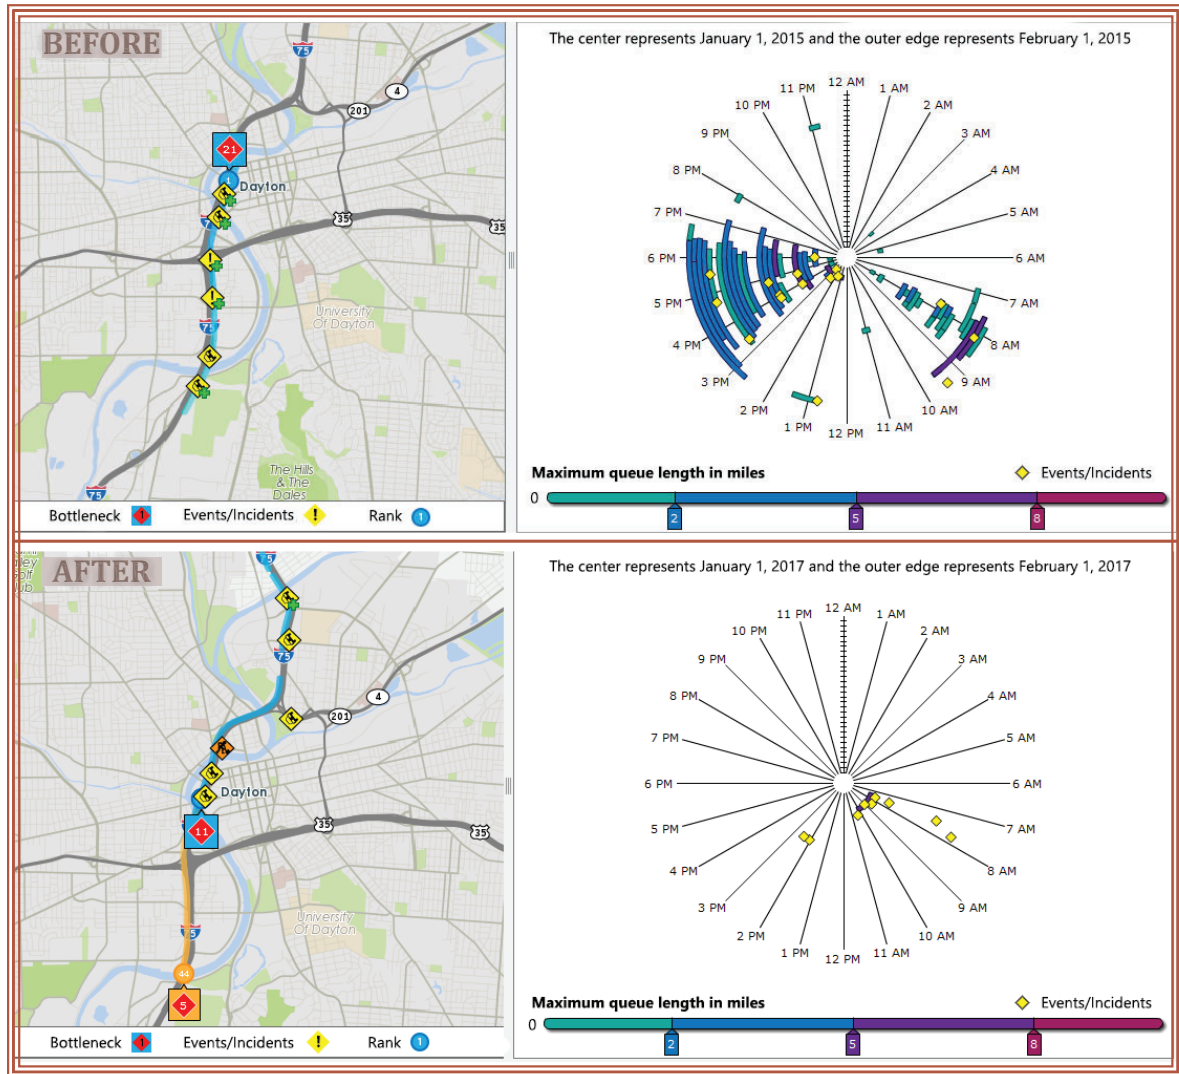 BEFORE
75
4
201
21
1
Dayton
7
35
35
75
University
Of Dayton
The Hills
& The
Dales
75
Bottleneck 1 Events/Incidents ! Rank 1
The center represents January 1, 2015 and the outer edge represents February 1, 2015
12 AM
11 PM
1 AM
10 PM
2 AM
9 PM
3 AM
8 PM
4 AM
7 PM
5 AM
6 PM
6 AM
5 PM
7 AM
4 PM
8 AM
3 PM
9 AM
2 PM
10 AM
1 PM
11 AM
12 PM
Maximum queue length in miles Events/Incidents
0
2 5 8
AFTER
75
lley
Golf
lub
75
4
201
Dayton
11
35
35
University
Of Dayton
75
44
5
Bottleneck 1 Events/Incidents ! Rank 1
The center represents January 1, 2017 and the outer edge represents February 1, 2017
12 AM
11 PM
1 AM
10 PM
2 AM
9 PM
3 AM
8 PM
4 AM
7 PM
5 AM
6 PM
6 AM
5 PM
7 AM
4 PM
8 AM
3 PM
9 AM
2 PM
10 AM
1 PM
11 AM
12 PM
Maximum queue length in miles Events/Incidents
0
2 5 8